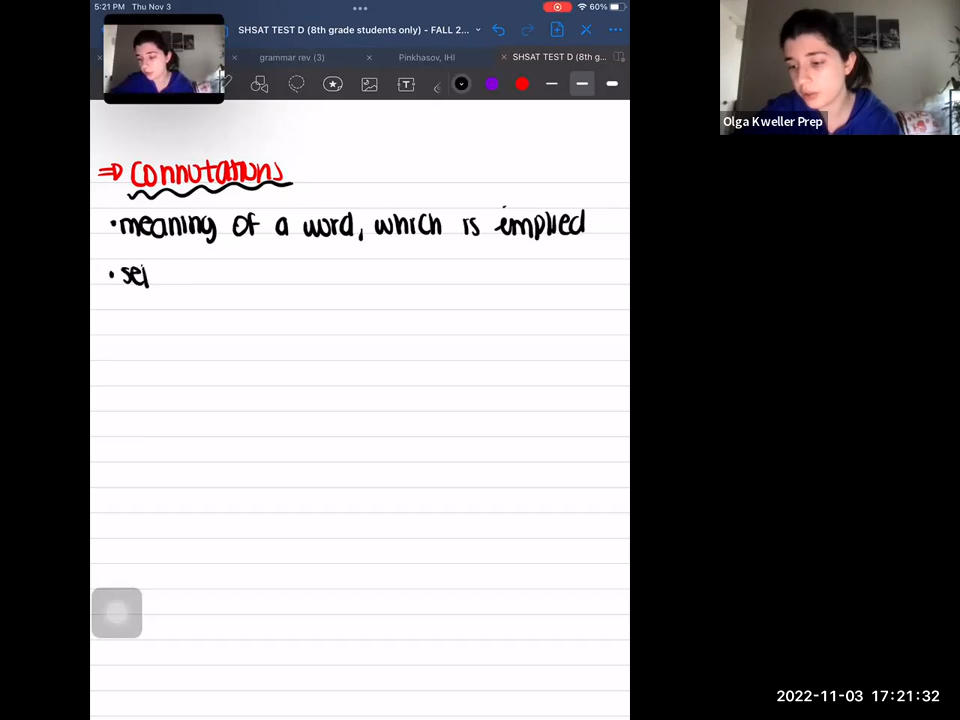 5:21 PM Thu Nov 3
60%
SHSAT TEST D (8th grade students only) - FALL 2...
grammar rev (3)
Pinkhasov, IHI
SHSAT TEST D (8th g...
T
Olga Kweller Prep
⇒ connotations
• meaning of a word, which is implied
• sei
2022-11-03 17:21:32